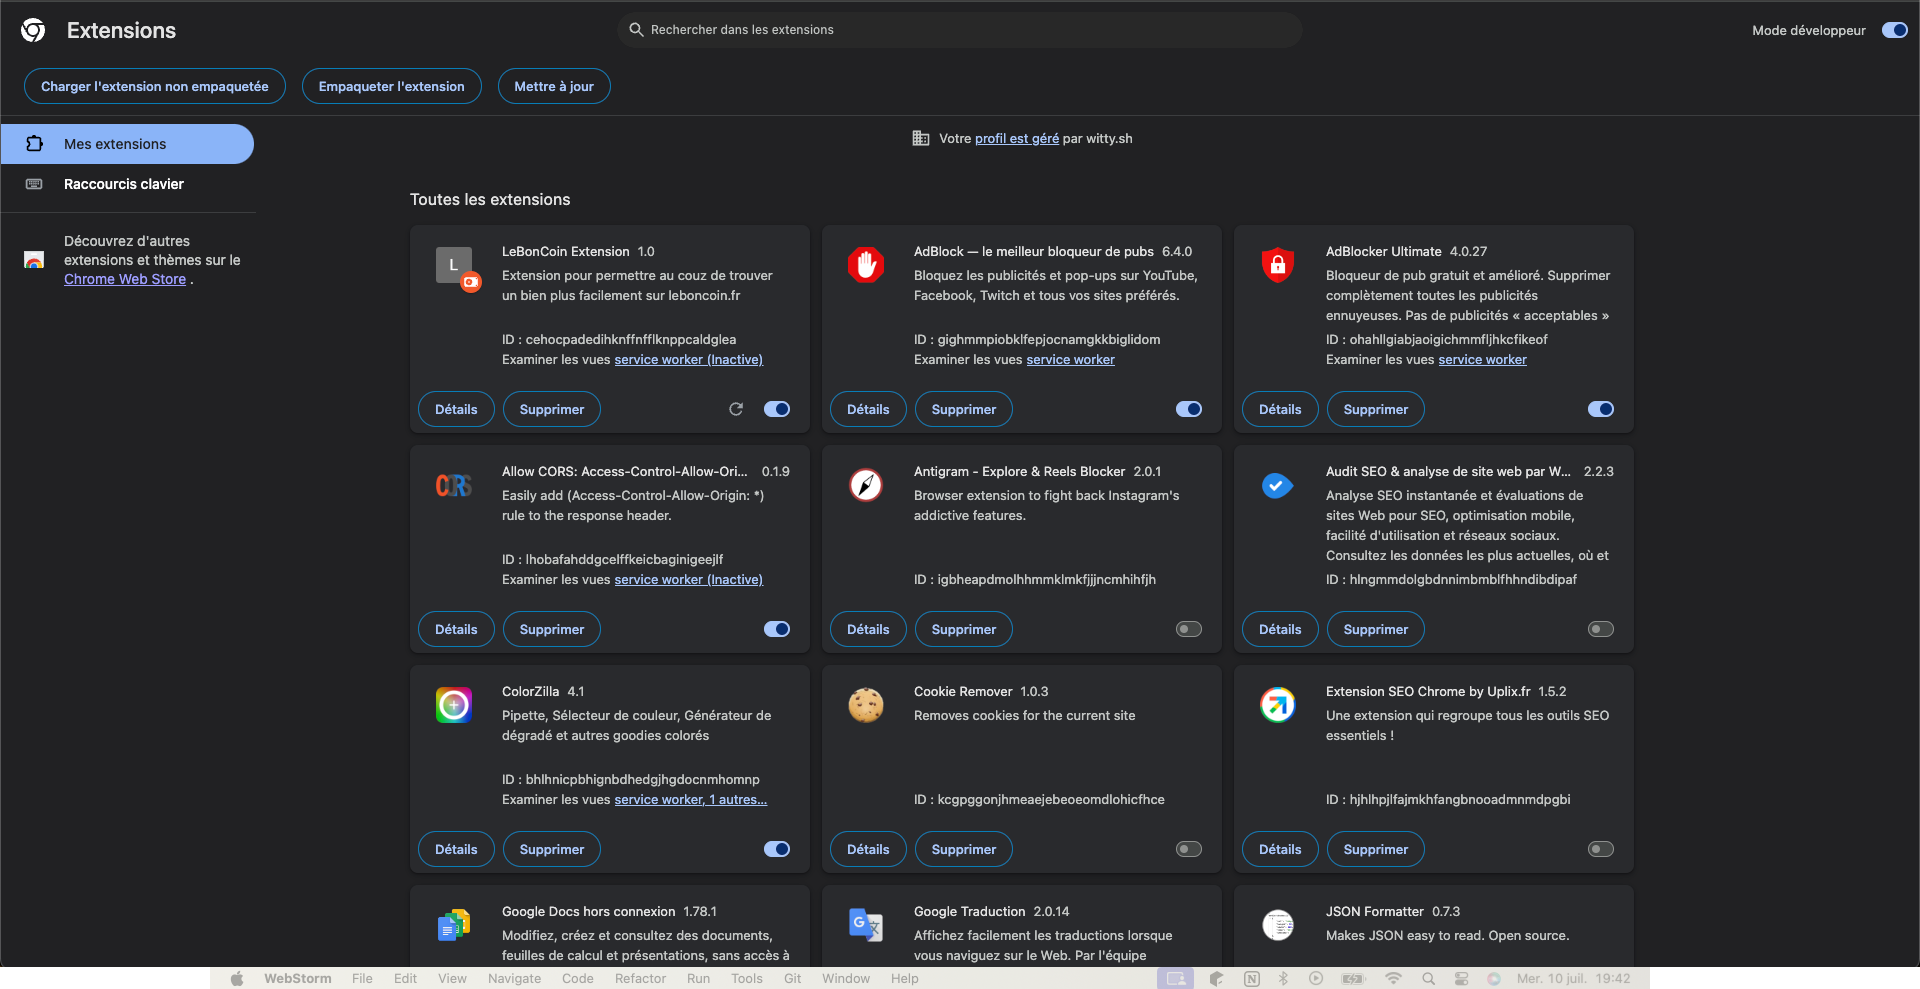 Extensions
Rechercher dans les extensions
Mode développeur
Charger l'extension non empaquetée
Empaqueter l'extension
Mettre à jour
Mes extensions
Raccourcis clavier
Découvrez d'autres
extensions et thèmes sur le
Chrome Web Store .
Votre profil est géré par witty.sh
Toutes les extensions
L
LeBonCoin Extension 1.0
Extension pour permettre au couz de trouver
un bien plus facilement sur leboncoin.fr
ID : cehocpadedihknffnfflknppcaldglea
Examiner les vues service worker (Inactive)
Détails
Supprimer
AdBlock — le meilleur bloqueur de pubs 6.4.0
Bloquez les publicités et pop-ups sur YouTube,
Facebook, Twitch et tous vos sites préférés.
ID : gighmmpiobklfepjocnamgkkbiglidom
Examiner les vues service worker
Détails
Supprimer
AdBlocker Ultimate 4.0.27
Bloqueur de pub gratuit et amélioré. Supprimer
complètement toutes les publicités
ennuyeuses. Pas de publicités « acceptables »
ID : ohahllgiabjaoigichmmfljhkcfikeof
Examiner les vues service worker
Détails
Supprimer
CORS
Allow CORS: Access-Control-Allow-Ori... 0.1.9
Easily add (Access-Control-Allow-Origin: *)
rule to the response header.
ID : lhobafahddgcelffkeicbaginigeejlf
Examiner les vues service worker (Inactive)
Détails
Supprimer
Antigram - Explore & Reels Blocker 2.0.1
Browser extension to fight back Instagram's
addictive features.
ID : igbheapdmolhhmmklmkfjjjncmhihfjh
Détails
Supprimer
Audit SEO & analyse de site web par W... 2.2.3
Analyse SEO instantanée et évaluations de
sites Web pour SEO, optimisation mobile,
facilité d'utilisation et réseaux sociaux.
Consultez les données les plus actuelles, où et
ID : hlngmmdolgbdnnimbmblfhhndibdipaf
Détails
Supprimer
ColorZilla 4.1
Pipette, Sélecteur de couleur, Générateur de
dégradé et autres goodies colorés
ID : bhlhnicpbhignbdhedgjhgdocnmhomnp
Examiner les vues service worker, 1 autres...
Détails
Supprimer
Cookie Remover 1.0.3
Removes cookies for the current site
ID : kcgpggonjhmeaejebeoeomdlohicfhce
Détails
Supprimer
Extension SEO Chrome by Uplix.fr 1.5.2
Une extension qui regroupe tous les outils SEO
essentiels !
ID : hjhlhpjlfajmkhfangbnooadmnmdpgbi
Détails
Supprimer
Google Docs hors connexion 1.78.1
Modifiez, créez et consultez des documents,
feuilles de calcul et présentations, sans accès à
G 文
Google Traduction 2.0.14
Affichez facilement les traductions lorsque
vous naviguez sur le Web. Par l'équipe
JSON Formatter 0.7.3
Makes JSON easy to read. Open source.
WebStorm File Edit View Navigate Code Refactor Run Tools Git Window Help N Mer. 10 juil. 19:42